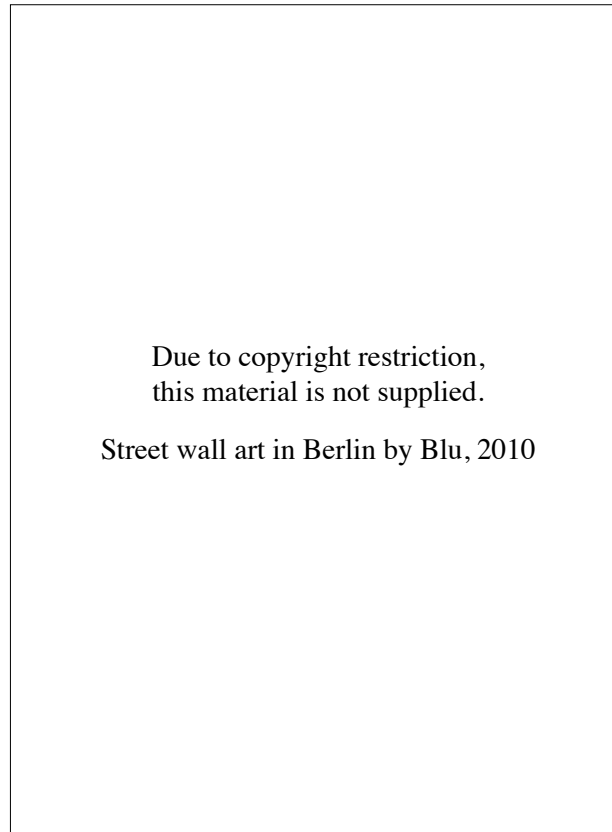 Due to copyright restriction,
this material is not supplied.
Street wall art in Berlin by Blu, 2010